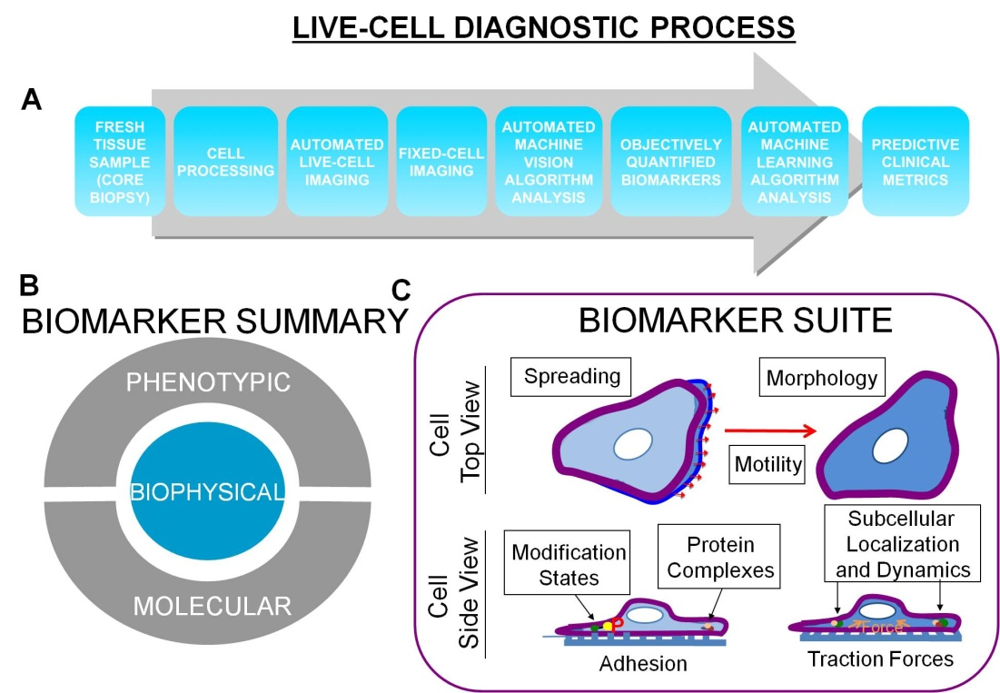 LIVE-CELL DIAGNOSTIC PROCESS
A
FRESH
TISSUE
SAMPLE
(CORE
BIOPSY)
CELL
PROCESSING
AUTOMATED
LIVE-CELL
IMAGING
FIXED-CELL
IMAGING
AUTOMATED
MACHINE
VISION
ALGORITHM
ANALYSIS
OBJECTIVELY
QUANTIFIED
BIOMARKERS
AUTOMATED
MACHINE
LEARNING
ALGORITHM
ANALYSIS
PREDICTIVE
CLINICAL
METRICS
B
BIOMARKER SUMMARY
PHENOTYPIC
BIOPHYSICAL
MOLECULAR
C
BIOMARKER SUITE
Cell
Top View
Spreading
Morphology
Motility
Cell
Side View
Modification
States
Protein
Complexes
Subcellular
Localization
and Dynamics
P
Force
Adhesion
Traction Forces